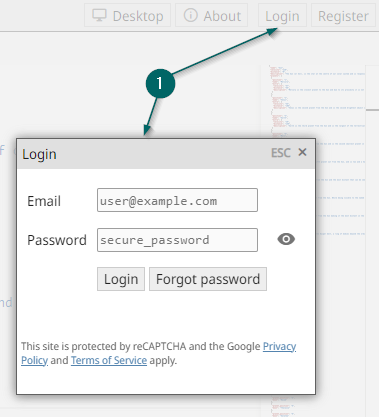 Desktop
About
Login
Register
1
Login
ESC ×
Email
user@example.com
Password
secure_password
Login
Forgot password
This site is protected by reCAPTCHA and the Google Privacy
Policy and Terms of Service apply.